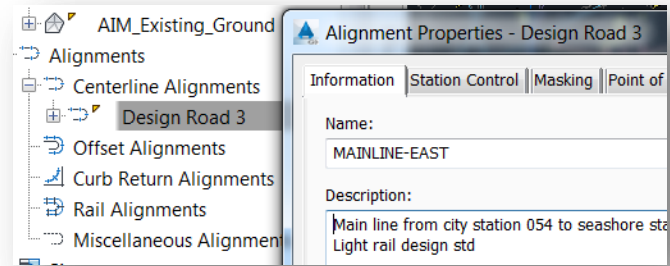 AIM_Existing_Ground
Alignments
Centerline Alignments
Design Road 3
Offset Alignments
Curb Return Alignments
Rail Alignments
Miscellaneous
Alignment Properties - Design Road 3
Information Station Control Masking Point of
Name:
MAINLINE-EAST
Description:
Main line from city station 054 to seashore
Light rail design std